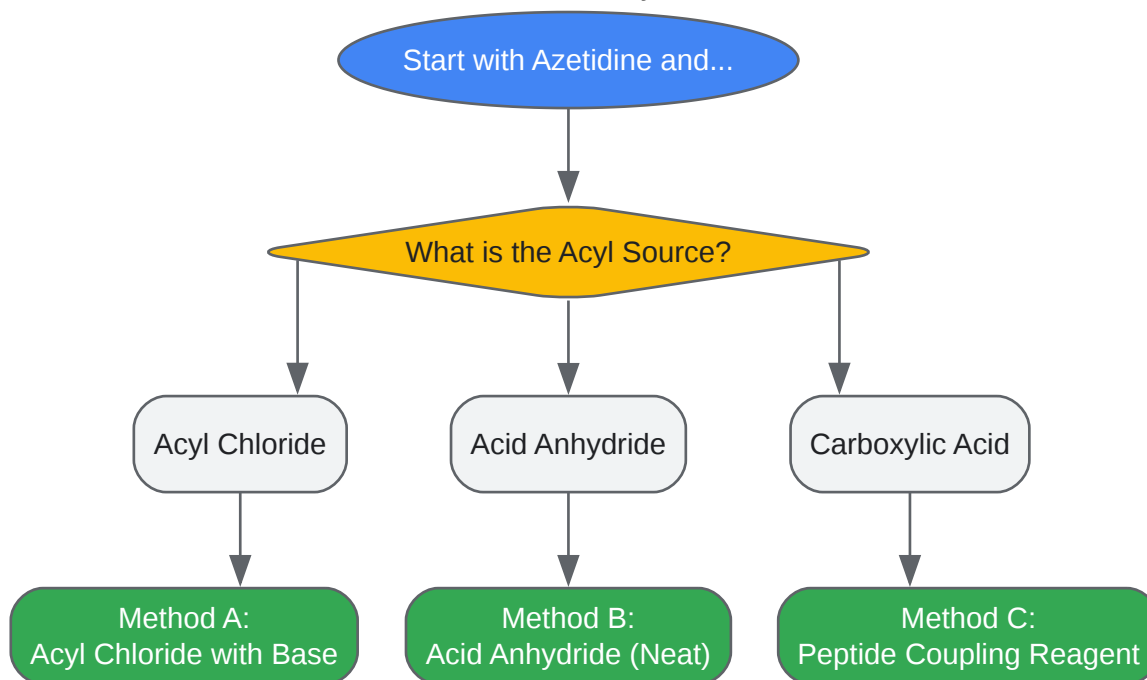 Start with Azetidine and...
What is the Acyl Source?
Acyl Chloride
Acid Anhydride
Carboxylic Acid
Method A:
Acyl Chloride with Base
Method B:
Acid Anhydride (Neat)
Method C:
Peptide Coupling Reagent